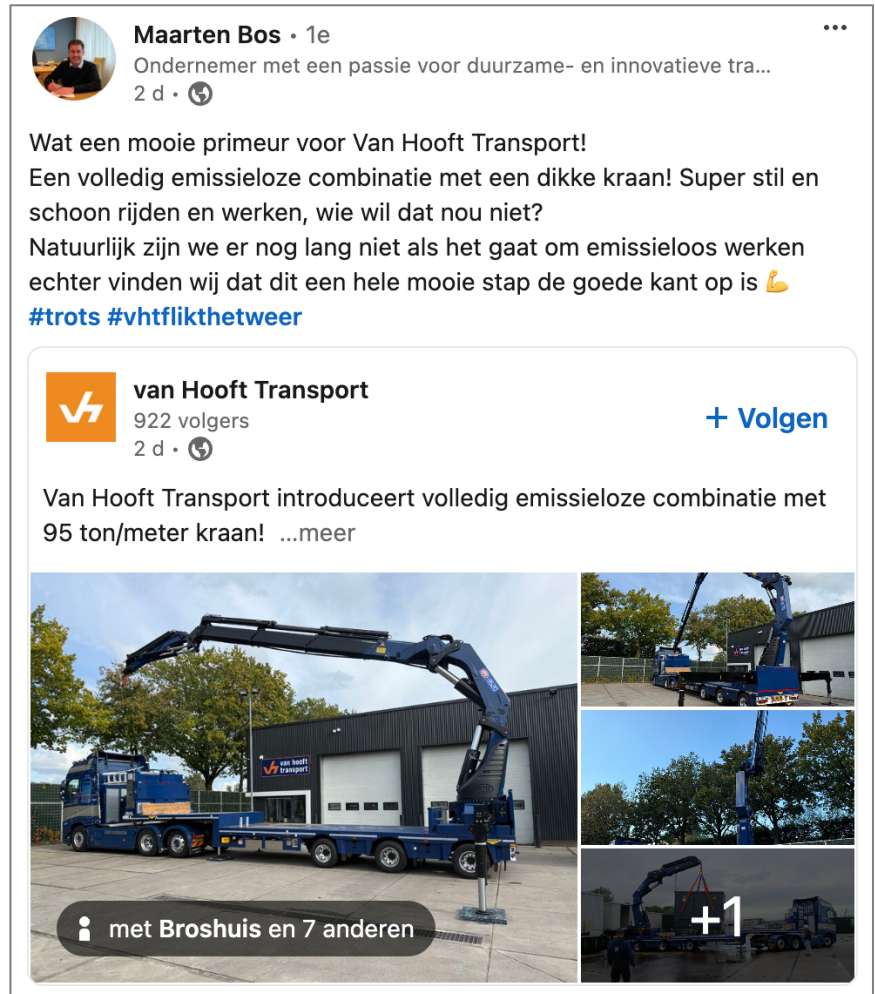 Maarten Bos • 1e
Ondernemer met een passie voor duurzame- en innovatieve tra...
2 d •
Wat een mooie primeur voor Van Hooft Transport!
Een volledig emissieloze combinatie met een dikke kraan! Super stil en
schoon rijden en werken, wie wil dat nou niet?
Natuurlijk zijn we er nog lang niet als het gaat om emissieloos werken
echter vinden wij dat dit een hele mooie stap de goede kant op is 💪
#trots #vhtflikthetweer
van Hooft Transport
922 volgers
2 d •
+ Volgen
Van Hooft Transport introduceert volledig emissieloze combinatie met
95 ton/meter kraan! ...meer
van hooft
transport
met Broshuis en 7 anderen
+1